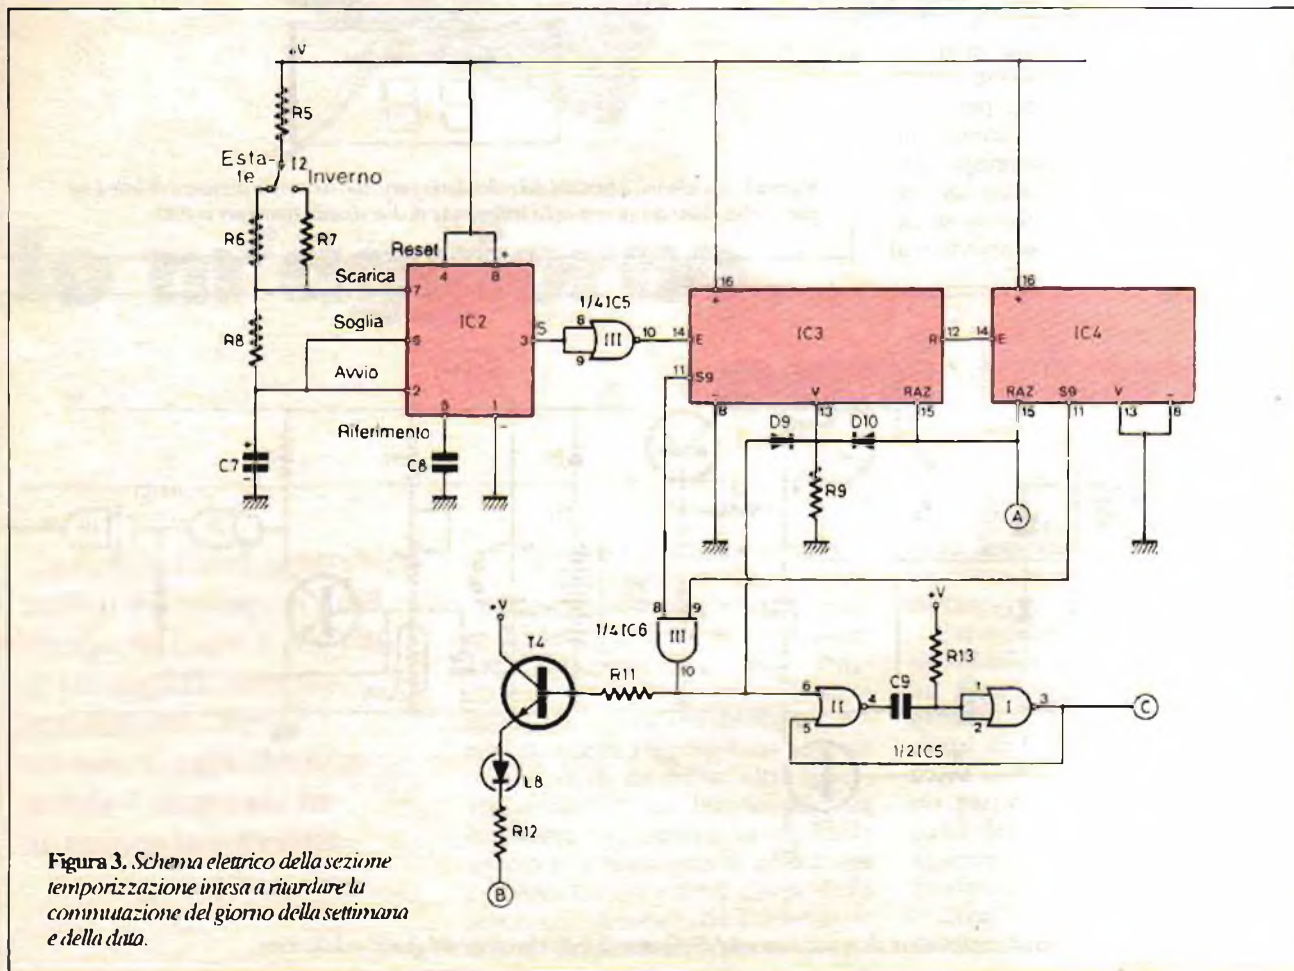 +V
R5
Esta-
te
I2
Inverno
R6
R7
Reset
+
4
8
Scarica
7
Soglia
6
IC2
3
R8
Avvio
2
5
1
-
Riferimento
+
C7
-
C8
1/4 IC5
8
9
III
10
14
E
11
S9
16
+
IC3
R
12
-
8
V
13
RAZ
15
14
E
16
+
IC4
RAZ
15
S9
11
V
13
-
8
D9
D10
R9
A
8
9
1/4 IC6
III
10
+V
T4
R11
6
5
II
4
C9
+V
R13
1
2
I
3
C
1/2 IC5
L8
R12
B
Figura 3. Schema elettrico della sezione
temporizzazione intesa a ritardare la
commutazione del giorno della settimana
e della data.